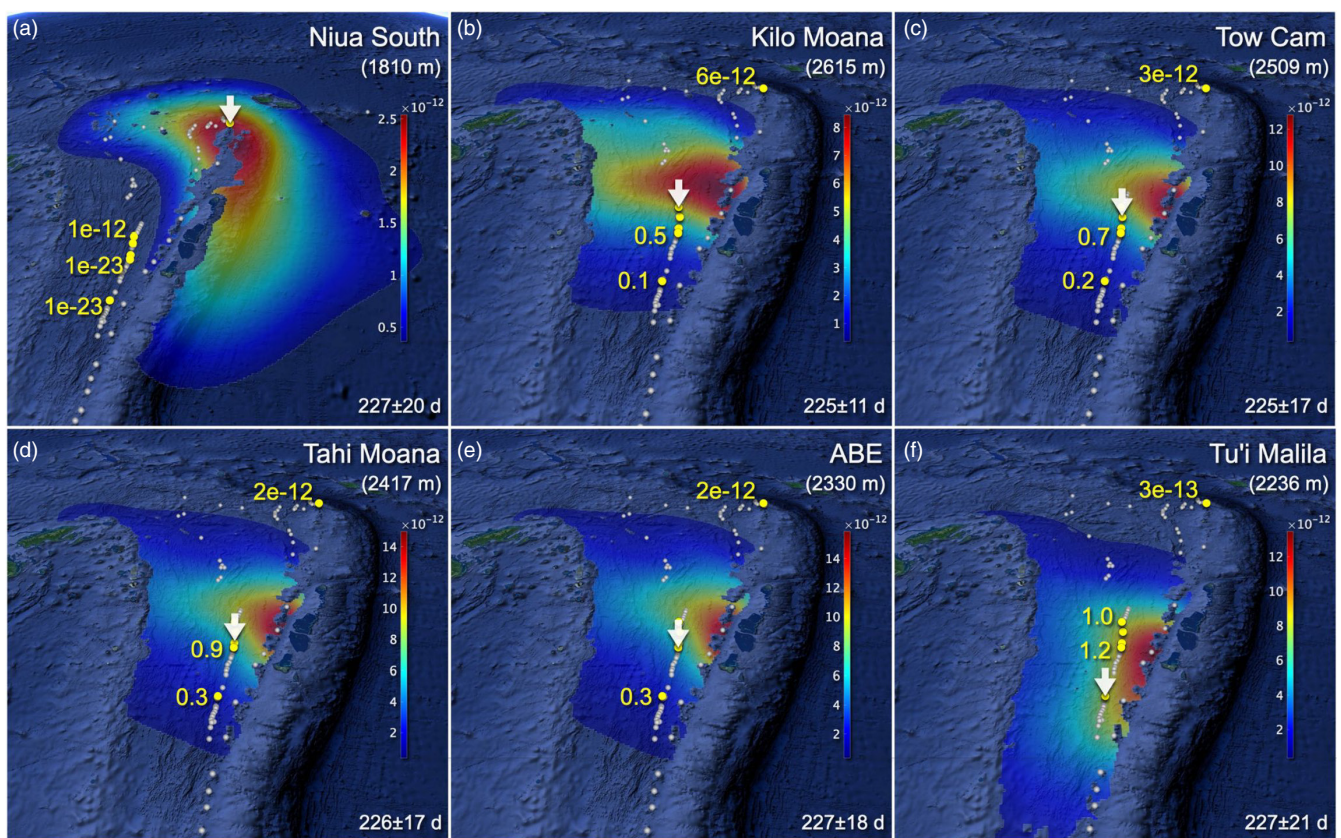 (a)
Niua South
(1810 m)
×10⁻¹²
2.5
2
1.5
1
0.5
1e-12
1e-23
1e-23
227±20 d
(b)
Kilo Moana
(2615 m)
6e-12
×10⁻¹²
8
7
6
5
4
3
2
1
0.5
0.1
225±11 d
(c)
Tow Cam
(2509 m)
3e-12
×10⁻¹²
12
10
8
6
4
2
0.7
0.2
225±17 d
(d)
Tahi Moana
(2417 m)
2e-12
×10⁻¹²
14
12
10
8
6
4
2
0.9
0.3
226±17 d
(e)
ABE
(2330 m)
2e-12
×10⁻¹²
14
12
10
8
6
4
2
0.3
227±18 d
(f)
Tu'i Malila
(2236 m)
3e-13
×10⁻¹²
12
10
8
6
4
2
1.0
1.2
227±21 d